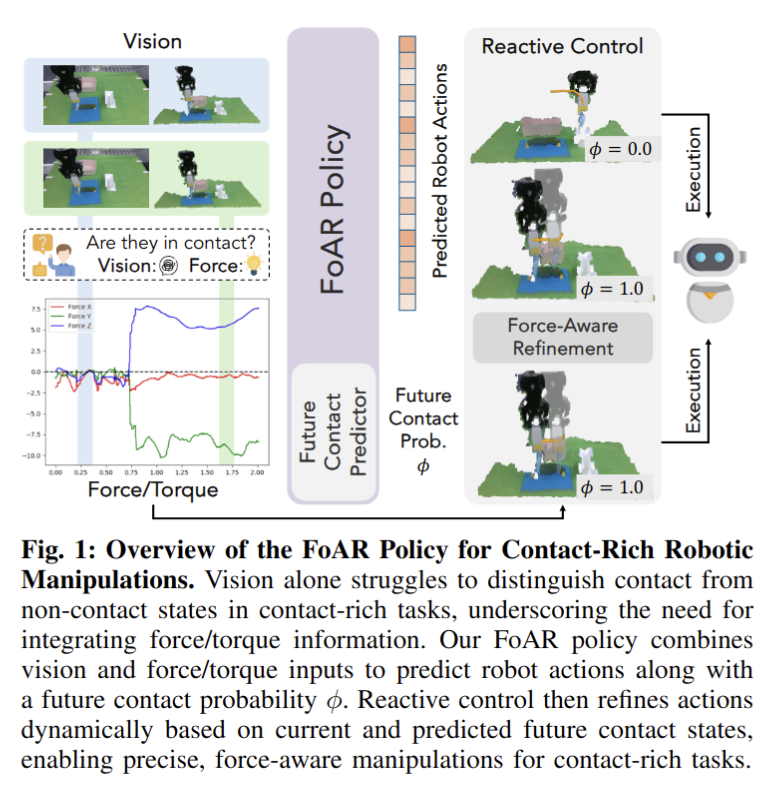 Vision
Are they in contact?
Vision: Force:
Force X
Force Y
Force Z
7.5
5.0
2.5
0.0
−2.5
−5.0
−7.5
−10.0
0.00 0.25 0.50 0.75 1.00 1.25 1.50 1.75 2.00
Force/Torque
FoAR Policy
Future
Contact
Predictor
Predicted Robot Actions
Future
Contact
Prob.
ϕ
Reactive Control
ϕ = 0.0
ϕ = 1.0
Force-Aware
Refinement
ϕ = 1.0
Execution
Execution
Fig. 1: Overview of the FoAR Policy for Contact-Rich Robotic
Manipulations. Vision alone struggles to distinguish contact from
non-contact states in contact-rich tasks, underscoring the need for
integrating force/torque information. Our FoAR policy combines
vision and force/torque inputs to predict robot actions along with
a future contact probability ϕ. Reactive control then refines actions
dynamically based on current and predicted future contact states,
enabling precise, force-aware manipulations for contact-rich tasks.